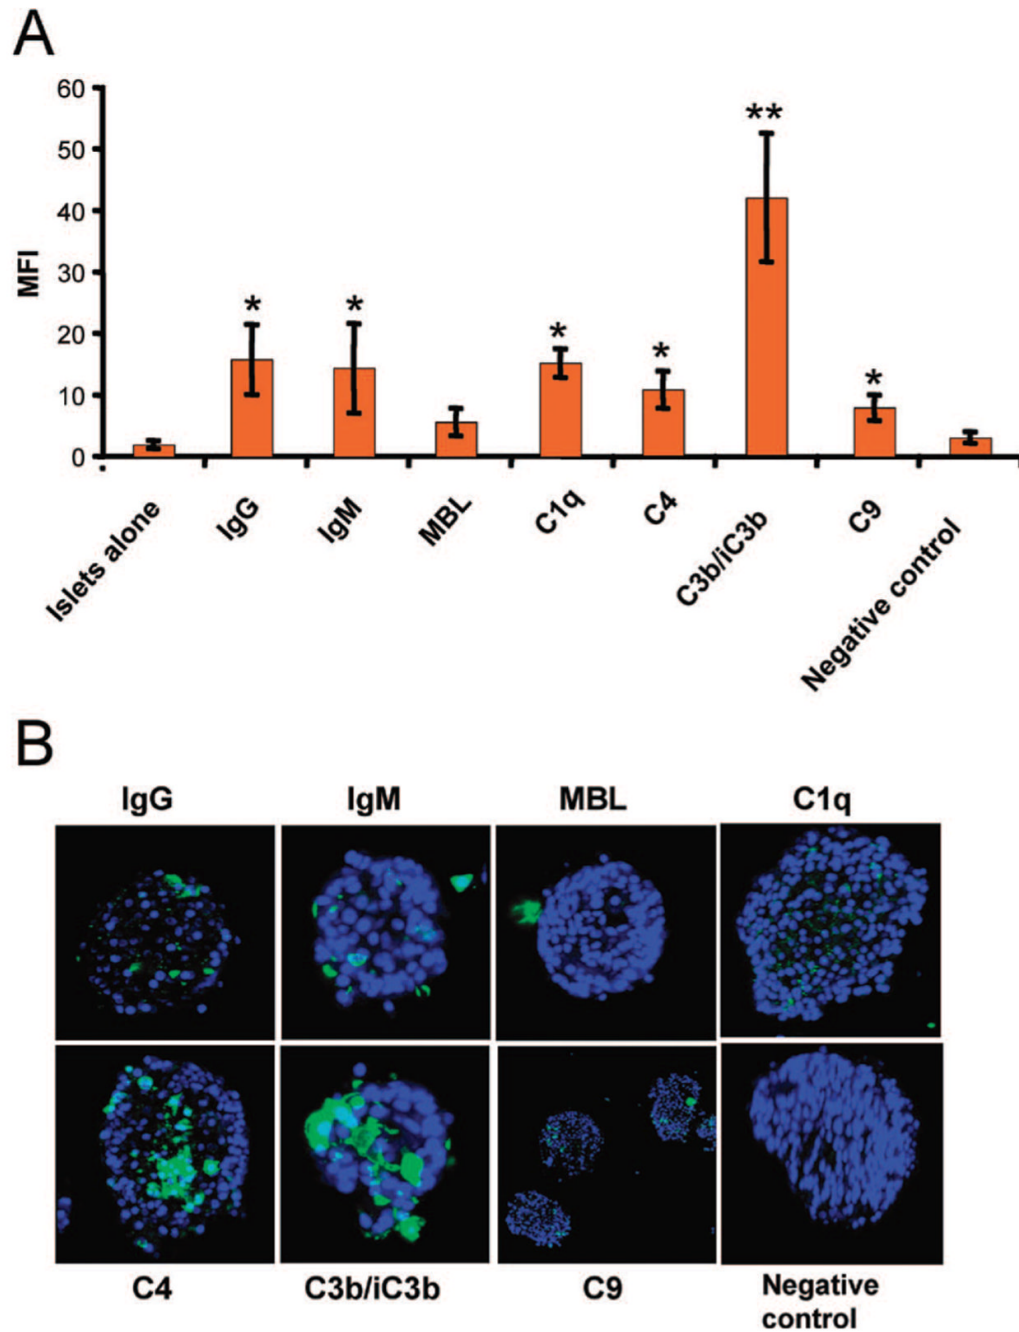 A
60
50
40
30
20
10
0
MFI
*
*
*
*
**
*
Islets alone
IgG
IgM
MBL
C1q
C4
C3b/iC3b
C9
Negative control
B
IgG IgM MBL C1q
C4 C3b/iC3b C9 Negative
control